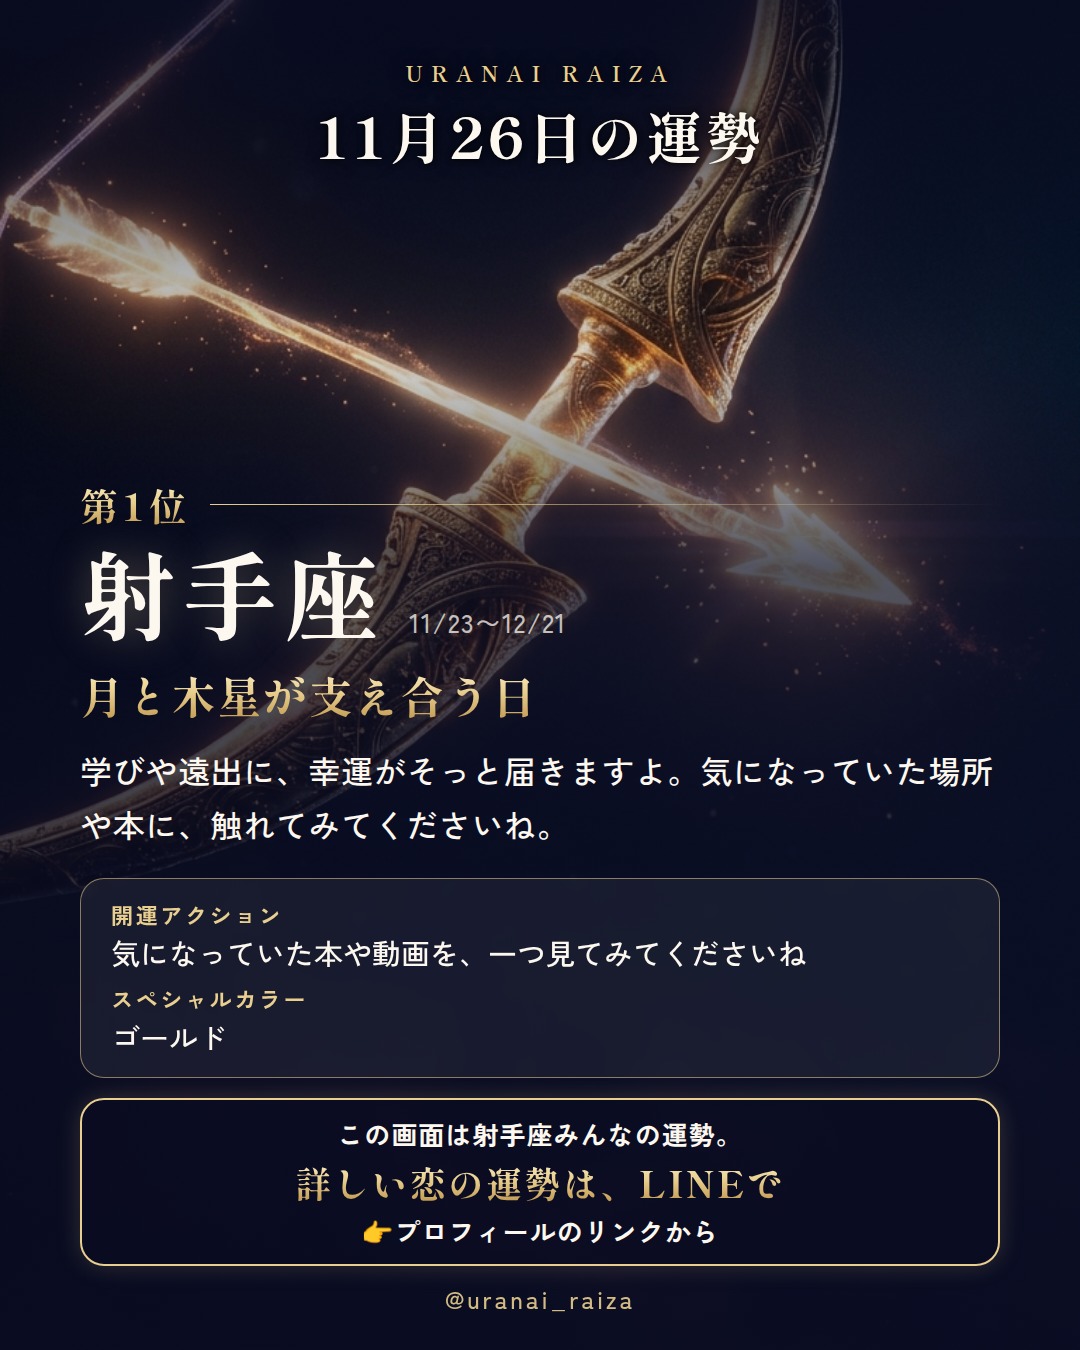 URANAI RAIZA
11月26日の運勢
第1位
射手座 11/23〜12/21
月と木星が支え合う日
学びや遠出に、幸運がそっと届きますよ。気になっていた場所
や本に、触れてみてくださいね。
開運アクション
気になっていた本や動画を、一つ見てみてくださいね
スペシャルカラー
ゴールド
この画面は射手座みんなの運勢。
詳しい恋の運勢は、LINEで
👉プロフィールのリンクから
@uranai_raiza